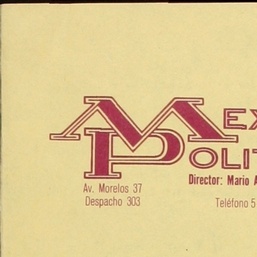 MEX
POLIT
Director: Mario A
Av. Morelos 37
Despacho 303
Teléfono 5